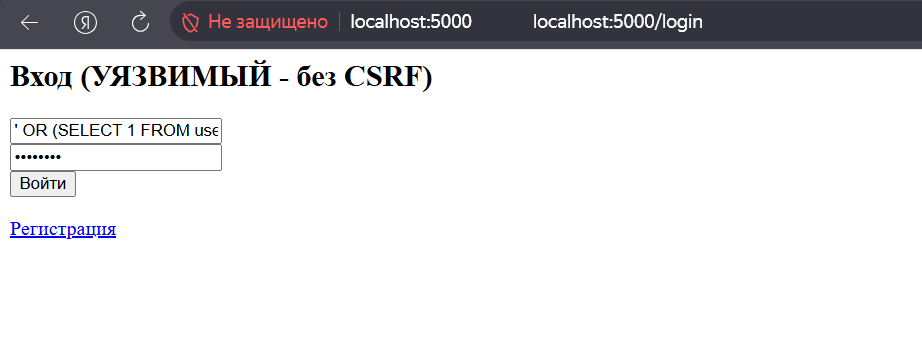 Не защищено localhost:5000 localhost:5000/login
Вход (УЯЗВИМЫЙ - без CSRF)
' OR (SELECT 1 FROM use
••••••••
Войти
Регистрация